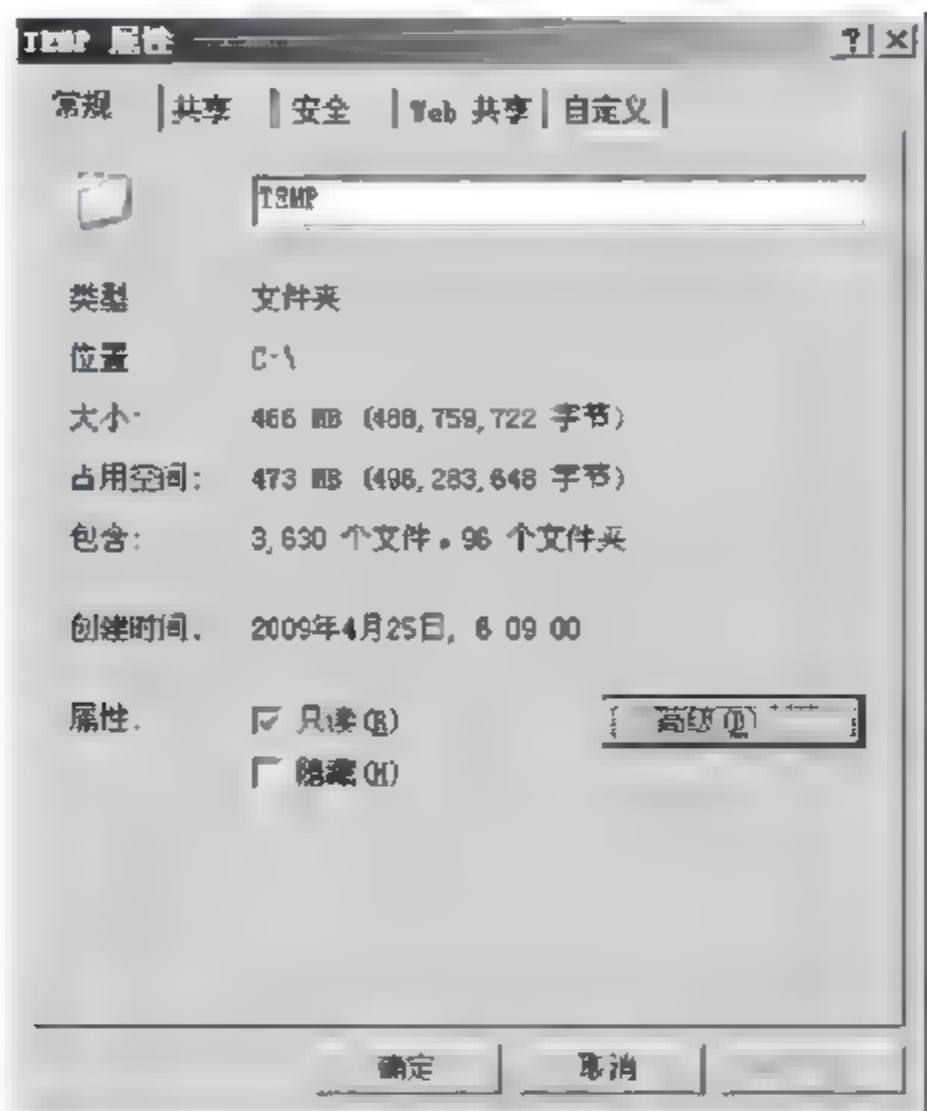 TEMP 属性
常规 共享 安全 Web 共享 自定义
TEMP
类型 文件夹
位置 C:\
大小: 466 MB (488,759,722 字节)
占用空间: 473 MB (496,283,648 字节)
包含: 3,630 个文件，96 个文件夹
创建时间: 2009年4月25日, 6:09:00
属性: 只读(R) 高级(D)
隐藏(H)
确定 取消